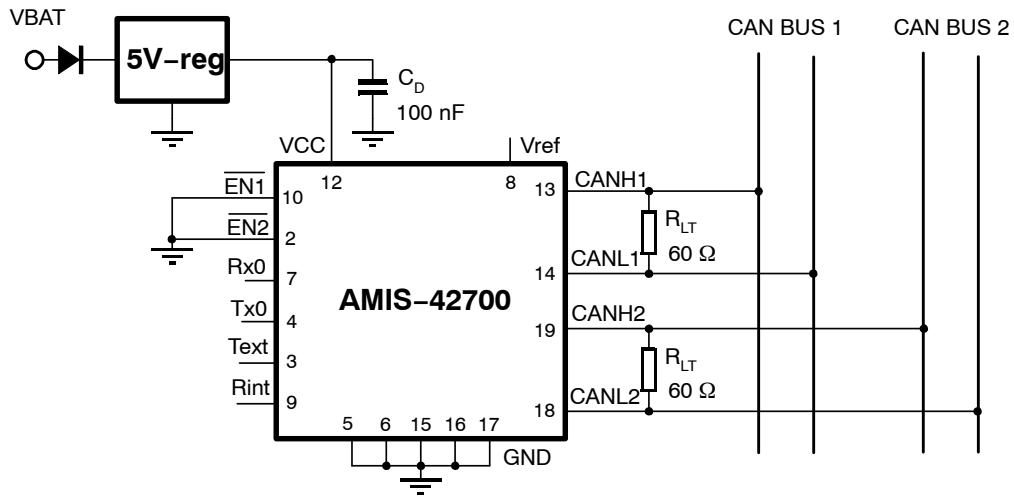 VBAT
CAN BUS 1
CAN BUS 2
5V−reg
C_D
100 nF
VCC
Vref
12
8
EN1
10
EN2
2
Rx0
7
Tx0
4
Text
3
Rint
9
AMIS−42700
13
CANH1
R_LT
60 Ω
14
CANL1
19
CANH2
R_LT
60 Ω
18
CANL2
5
6
15
16
17
GND